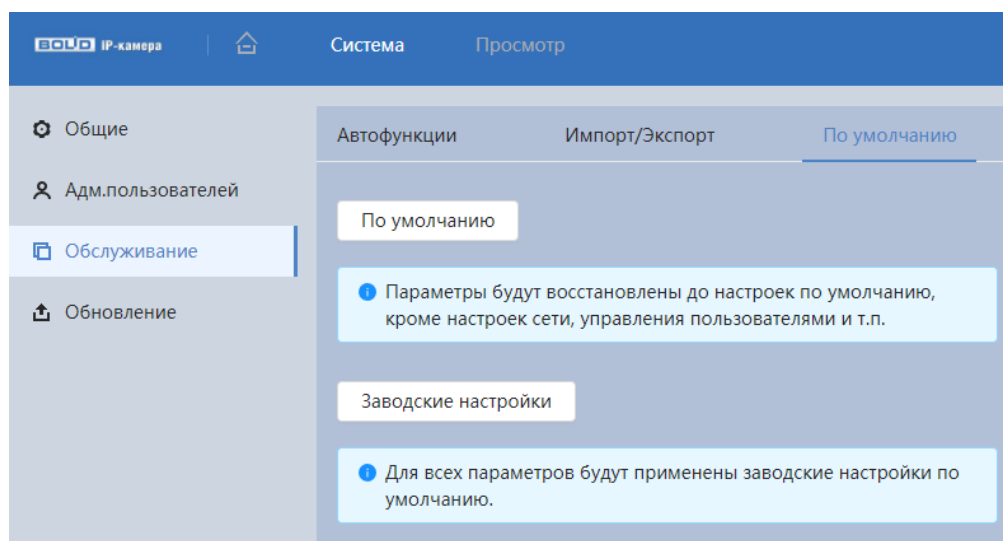 BOLID IP-камера
Система
Просмотр
Общие
Адм.пользователей
Обслуживание
Обновление
Автофункции
Импорт/Экспорт
По умолчанию
По умолчанию
Параметры будут восстановлены до настроек по умолчанию,
кроме настроек сети, управления пользователями и т.п.
Заводские настройки
Для всех параметров будут применены заводские настройки по
умолчанию.